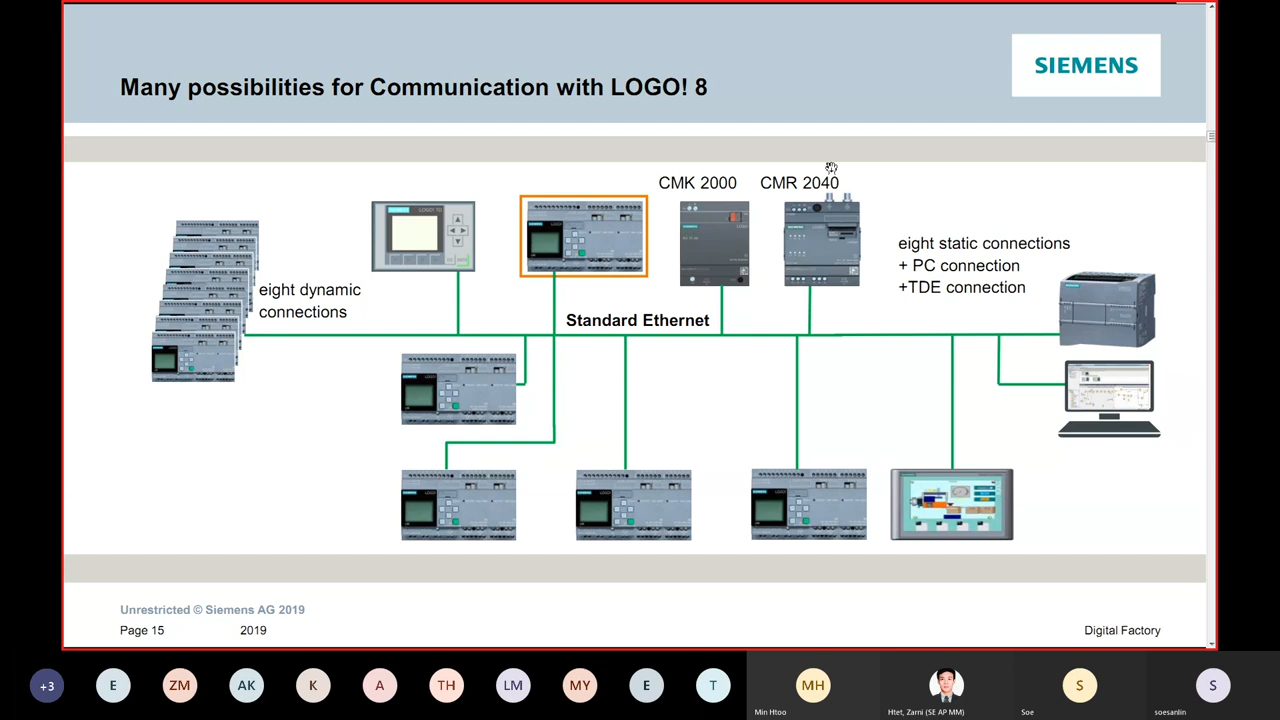 SIEMENS
Many possibilities for Communication with LOGO! 8
CMK 2000
CMR 2040
eight static connections
+ PC connection
+TDE connection
eight dynamic
connections
Standard Ethernet
Unrestricted © Siemens AG 2019
Page 15
2019
Digital Factory
+3
E
ZM
AK
K
A
TH
LM
MY
E
T
MH
S
S
Min Htoo
Htet, Zarni (SE AP MM)
Soe
soesanlin